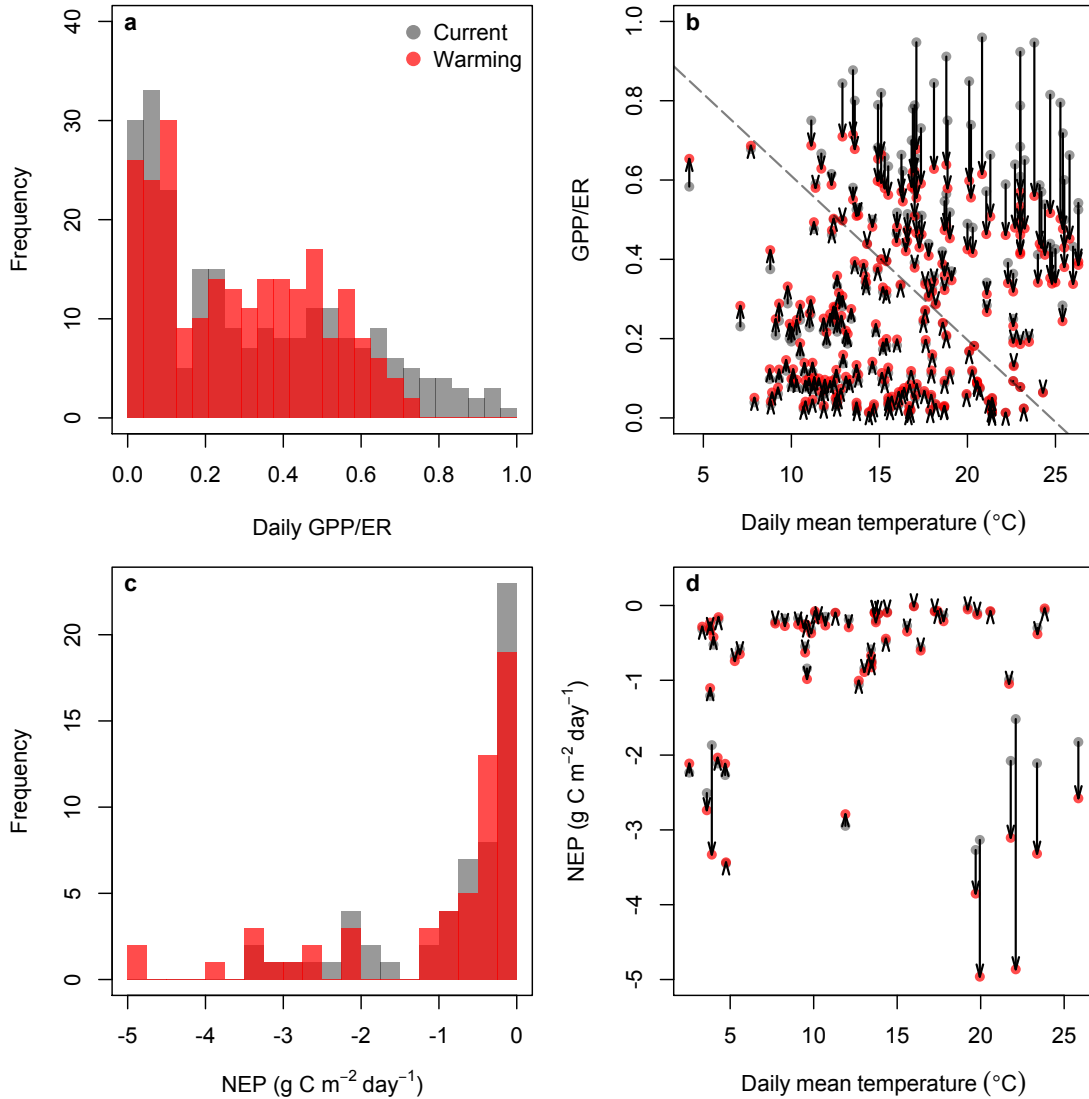 a
Current
Warming
Frequency
0 10 20 30 40
0.0 0.2 0.4 0.6 0.8 1.0
Daily GPP/ER
b
GPP/ER
0.0 0.2 0.4 0.6 0.8 1.0
5 10 15 20 25
Daily mean temperature (°C)
c
Frequency
0 5 10 15 20
-5 -4 -3 -2 -1 0
NEP (g C m⁻² day⁻¹)
d
NEP (g C m⁻² day⁻¹)
-5 -4 -3 -2 -1 0
5 10 15 20 25
Daily mean temperature (°C)